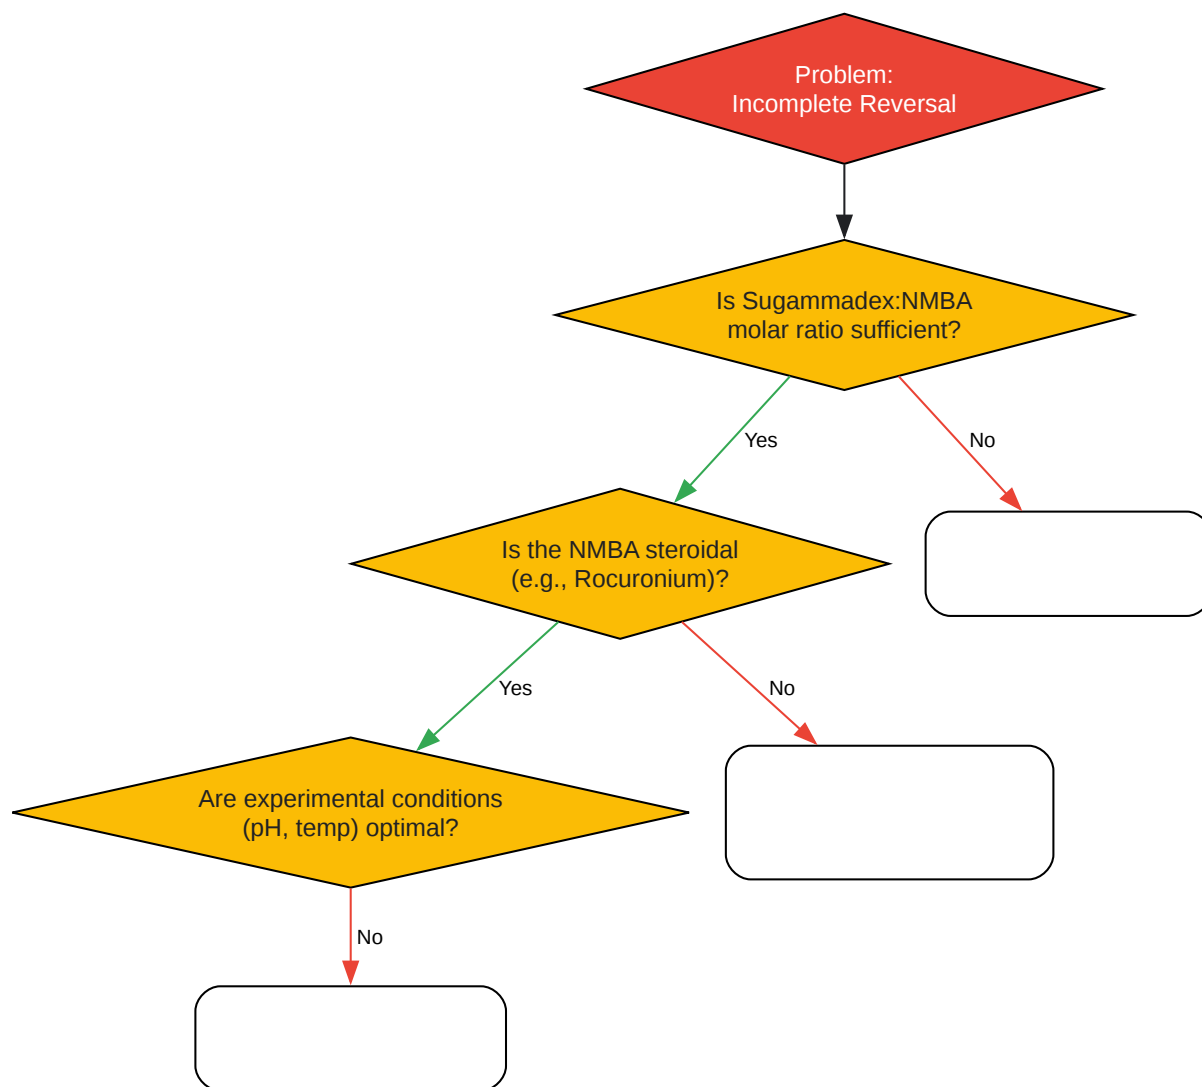 Problem:
Incomplete Reversal
Is Sugammadex:NMBA
molar ratio sufficient?
Yes
No
Is the NMBA steroidal
(e.g., Rocuronium)?
Yes
No
Are experimental conditions
(pH, temp) optimal?
No